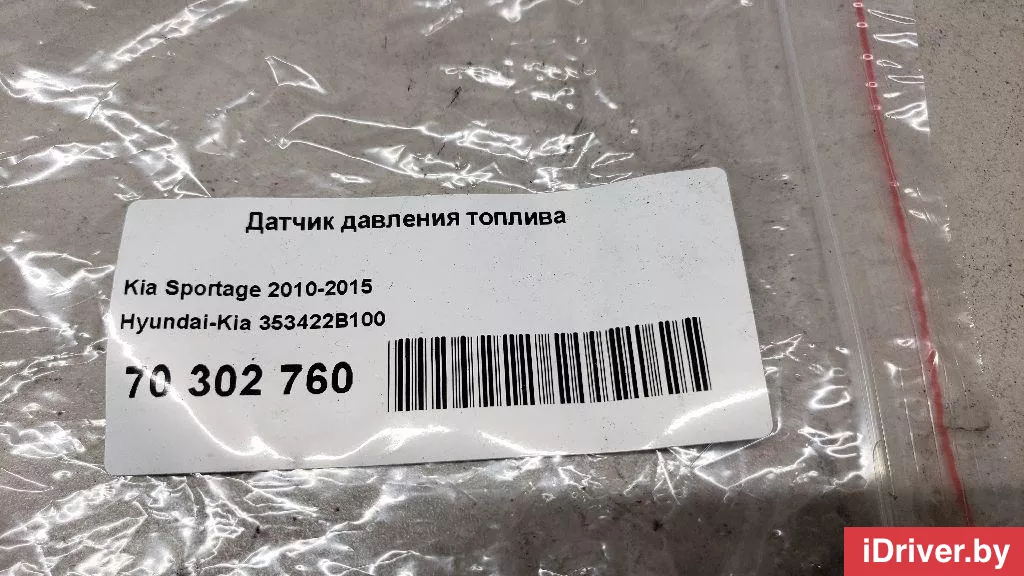 Датчик давления топлива
Kia Sportage 2010-2015
Hyundai-Kia 353422B100
70 302 760
iDriver.by